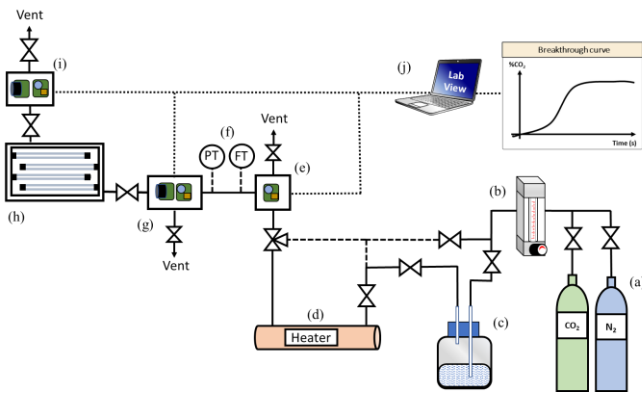 Vent
(i)
(j)
Lab
View
Breakthrough curve
%CO₂
Time (s)
(f)
PT
FT
Vent
(e)
(h)
(g)
Vent
(b)
(a)
(d)
Heater
(c)
CO₂
N₂